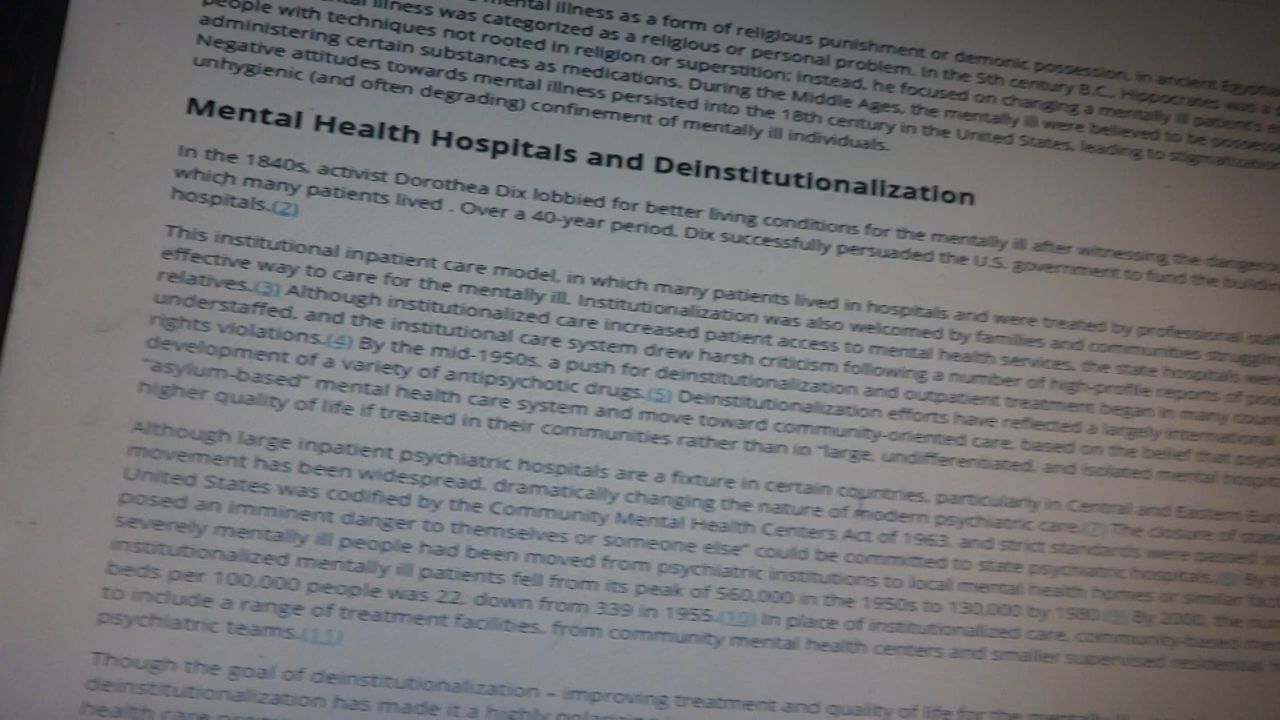 mental illness as a form of religious punishment or demonic possession. In ancient Egyptian
illness was categorized as a religious or personal problem. In the 5th century B.C., Hippocrates was a
people with techniques not rooted in religion or superstition; instead, he focused on changing a mentally ill patient's
administering certain substances as medications. During the Middle Ages, the mentally ill were believed to be
Negative attitudes towards mental illness persisted into the 18th century in the United States, leading to
unhygienic (and often degrading) confinement of mentally ill individuals.
Mental Health Hospitals and Deinstitutionalization
In the 1840s, activist Dorothea Dix lobbied for better living conditions for the mentally ill after witnessing the
which many patients lived . Over a 40-year period, Dix successfully persuaded the U.S. government to fund the
hospitals.(2)
This institutional inpatient care model, in which many patients lived in hospitals and were treated by professional
effective way to care for the mentally ill. Institutionalization was also welcomed by families and communities
relatives.(3) Although institutionalized care increased patient access to mental health services, the state hospitals
understaffed, and the institutional care system drew harsh criticism following a number of high-profile reports of
rights violations.(4) By the mid-1950s, a push for deinstitutionalization and outpatient treatment began in many
development of a variety of antipsychotic drugs.(5) Deinstitutionalization efforts have reflected a largely international
"asylum-based" mental health care system and move toward community-oriented care, based on the belief that
higher quality of life if treated in their communities rather than in "large, undifferentiated, and isolated mental
Although large inpatient psychiatric hospitals are a fixture in certain countries, particularly in Central and Eastern
movement has been widespread, dramatically changing the nature of modern psychiatric care.(7) The closure of
United States was codified by the Community Mental Health Centers Act of 1963, and strict standards were passed
posed an imminent danger to themselves or someone else" could be committed to state psychiatric hospitals. By
severely mentally ill people had been moved from psychiatric institutions to local mental health homes or similar
institutionalized mentally ill patients fell from its peak of 560,000 in the 1950s to 130,000 by 1980. By 2000, the
beds per 100,000 people was 22, down from 339 in 1955.(10) In place of institutionalized care, community-based
to include a range of treatment facilities, from community mental health centers and smaller supervised residential
psychiatric teams.(11)
Though the goal of deinstitutionalization – improving treatment and quality of life for the
deinstitutionalization has made it a highly
health care